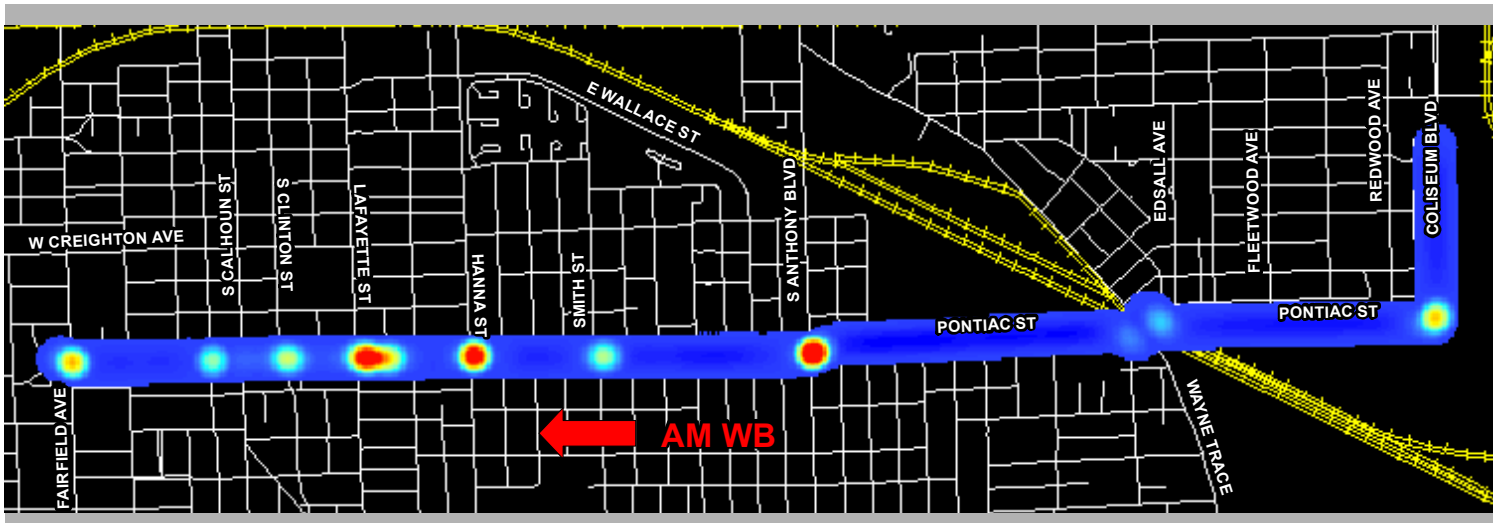 E WALLACE ST
W CREIGHTON AVE
S CALHOUN ST
S CLINTON ST
LAFAYETTE ST
HANNA ST
SMITH ST
S ANTHONY BLVD
EDSALL AVE
FLEETWOOD AVE
REDWOOD AVE
COLISEUM BLVD
PONTIAC ST
PONTIAC ST
FAIRFIELD AVE
AM WB
WAYNE TRACE